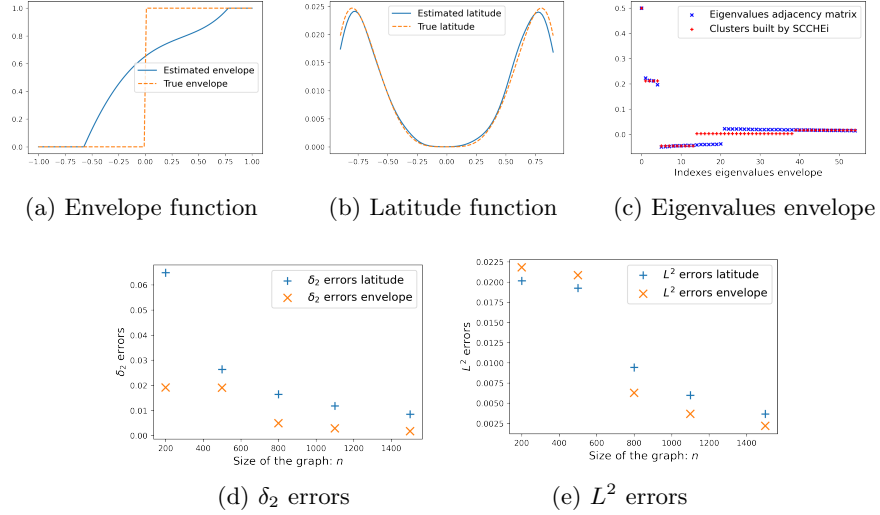 1.0
0.8
0.6
0.4
0.2
0.0
Estimated envelope
True envelope
−1.00 −0.75 −0.50 −0.25 0.00 0.25 0.50 0.75 1.00
(a) Envelope function
0.025
0.020
0.015
0.010
0.005
0.000
Estimated latitude
True latitude
−0.75 −0.50 −0.25 0.00 0.25 0.50 0.75
(b) Latitude function
0.5
0.4
0.3
0.2
0.1
0.0
Eigenvalues adjacency matrix
Clusters built by SCCHEi
0 10 20 30 40 50
Indexes eigenvalues envelope
(c) Eigenvalues envelope
0.06
0.05
0.04
0.03
0.02
0.01
0.00
δ2 errors
δ2 errors latitude
δ2 errors envelope
200 400 600 800 1000 1200 1400
Size of the graph: n
(d) δ2 errors
0.0225
0.0200
0.0175
0.0150
0.0125
0.0100
0.0075
0.0050
0.0025
L² errors
L² errors latitude
L² errors envelope
200 400 600 800 1000 1200 1400
Size of the graph: n
(e) L² errors